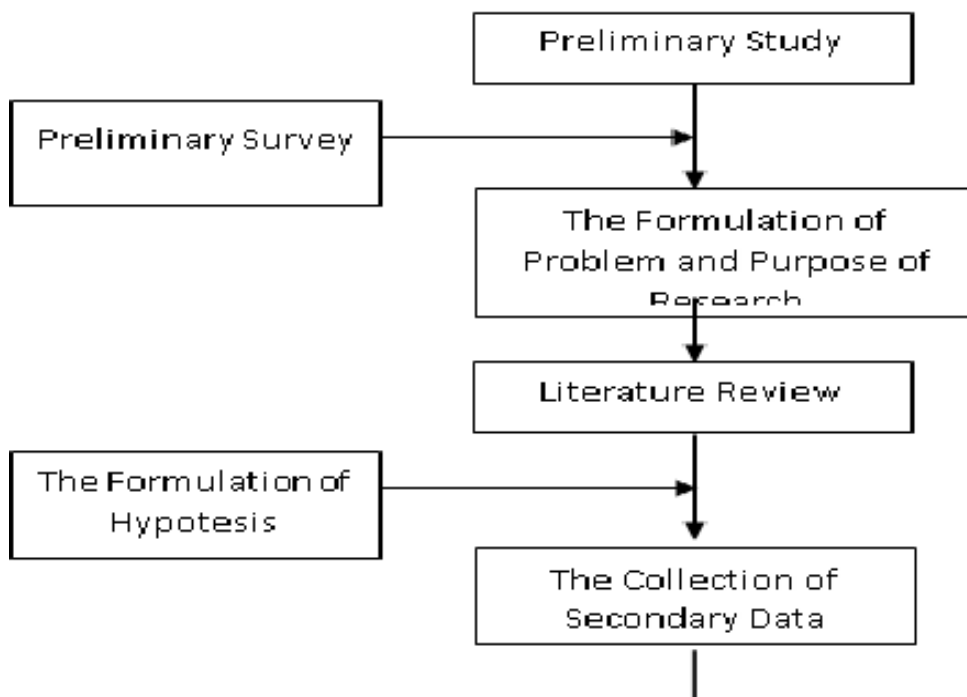 Preliminary Study
Preliminary Survey
The Formulation of
Problem and Purpose of
Research
Literature Review
The Formulation of
Hypotesis
The Collection of
Secondary Data